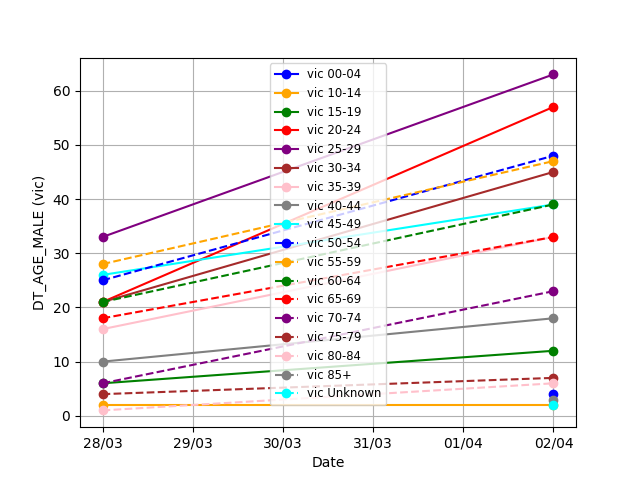 DT_AGE_MALE (vic)
60
50
40
30
20
10
0
vic 00-04
vic 10-14
vic 15-19
vic 20-24
vic 25-29
vic 30-34
vic 35-39
vic 40-44
vic 45-49
vic 50-54
vic 55-59
vic 60-64
vic 65-69
vic 70-74
vic 75-79
vic 80-84
vic 85+
vic Unknown
28/03 29/03 30/03 31/03 01/04 02/04
Date